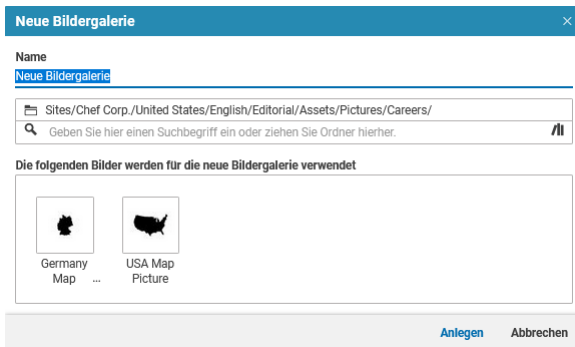 Neue Bildergalerie
Name
Neue Bildergalerie
Sites/Chef Corp./United States/English/Editorial/Assets/Pictures/Careers/
Geben Sie hier einen Suchbegriff ein oder ziehen Sie Ordner hierher.
Die folgenden Bilder werden für die neue Bildergalerie verwendet
Germany USA Map
Map ... Picture
Anlegen Abbrechen